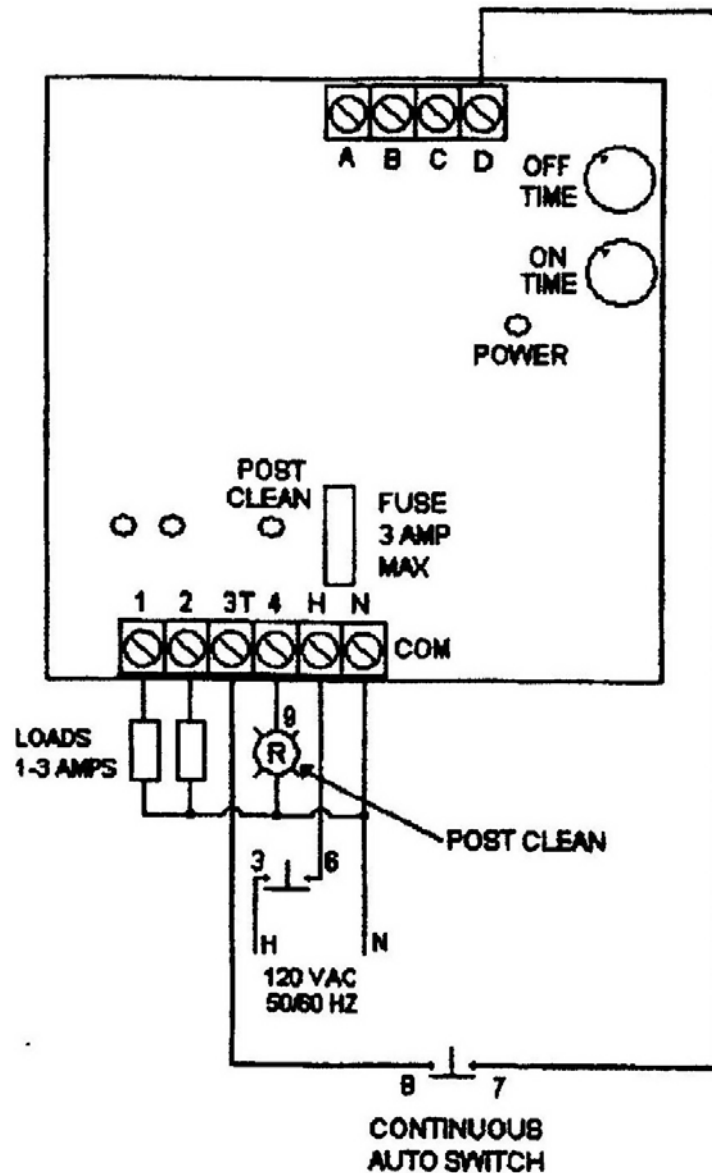 A B C D
OFF
TIME
ON
TIME
POWER
POST
CLEAN
FUSE
3 AMP
MAX
1 2 3T 4 H N
COM
LOADS
1-3 AMPS
9
R
POST CLEAN
3 6
H N
120 VAC
50/60 HZ
8 7
CONTINUOUS
AUTO SWITCH